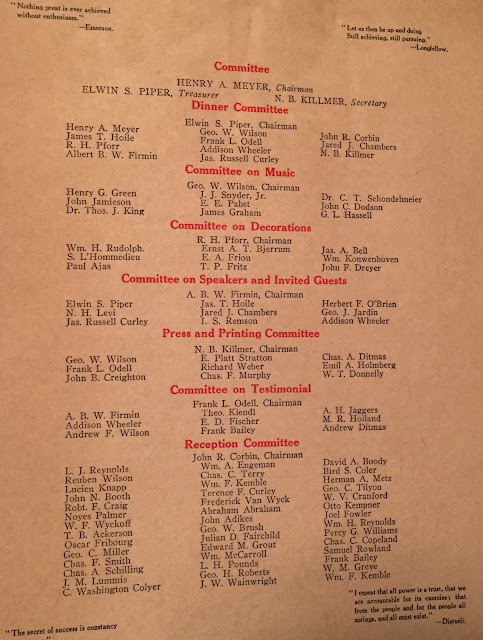 "Nothing great is ever achieved
without enthusiasm."
—Emerson.
"Let us then be up and doing
Still achieving, still pursuing."
—Longfellow.
Committee
HENRY A. MEYER, Chairman
ELWIN S. PIPER, Treasurer
N. B. KILLMER, Secretary
Dinner Committee
Henry A. Meyer
James T. Hoile
R. H. Pforr
Albert B. W. Firmin
Elwin S. Piper, Chairman
Geo. W. Wilson
Frank L. Odell
Addison Wheeler
Jas. Russell Curley
John R. Corbin
Jared J. Chambers
N. B. Killmer
Committee on Music
Henry G. Green
John Jamieson
Dr. Thos. J. King
Geo. W. Wilson, Chairman
J. J. Snyder, Jr.
E. E. Pabst
James Graham
Dr. C. T. Schondelmeier
John C. Dodson
G. L. Hassell
Committee on Decorations
Wm. H. Rudolph.
S. L'Hommedieu
Paul Ajas
R. H. Pforr, Chairman
Ernst A. T. Bjerrum
E. A. Friou
T. P. Fritz
Jas. A. Bell
Wm. Kouwenhoven
John F. Dreyer
Committee on Speakers and Invited Guests
Elwin S. Piper
N. H. Levi
Jas. Russell Curley
A. B. W. Firmin, Chairman
Jas. T. Hoile
Jared J. Chambers
I. S. Remson
Herbert F. O'Brien
Geo. J. Jardin
Addison Wheeler
Press and Printing Committee
Geo. W. Wilson
Frank L. Odell
John B. Creighton
N. B. Killmer, Chairman
E. Platt Stratton
Richard Weber
Chas. F. Murphy
Chas. A. Ditmas
Emil A. Holmberg
W. T. Donnelly
Committee on Testimonial
A. B. W. Firmin
Addison Wheeler
Andrew F. Wilson
Frank L. Odell, Chairman
Theo. Kiendl
E. D. Fischer
Frank Bailey
A. H. Jaggers
M. R. Holland
Andrew Ditmas
Reception Committee
L. J. Reynolds
Reuben Wilson
Lucien Knapp
John N. Booth
Robt. F. Craig
Noyes Palmer
W. F. Wyckoff
T. B. Ackerson
Oscar Fribourg
Geo. C. Miller
Chas. F. Smith
Chas. A Schilling
J. M. Lummis
C. Washington Colyer
John R. Corbin, Chairman
Wm. A. Engeman
Chas. C. Terry
Wm. F. Kemble
Terence F. Curley
Frederick Van Wyck
Abraham Abraham
John Adikes
Geo. W. Brush
Julian D. Fairchild
Edward M. Grout
Wm. McCarroll
L. H. Pounds
Geo. H. Roberts
J. W. Wainwright
David A. Boody
Bird S. Coler
Herman A. Metz
Geo. C. Tilyou
W. V. Cranford
Otto Kempner
Joel Fowler
Wm. H. Reynolds
Percy G. Williams
Chas. C. Copeland
Samuel Rowland
Frank Bailey
W. M. Greve
Wm. F. Kemble
"The secret of success is constancy
"I repeat that all power is a trust, that we
are accountable for its exercise; that
from the people and for the people all
springs, and all must exist."
—Disraeli.